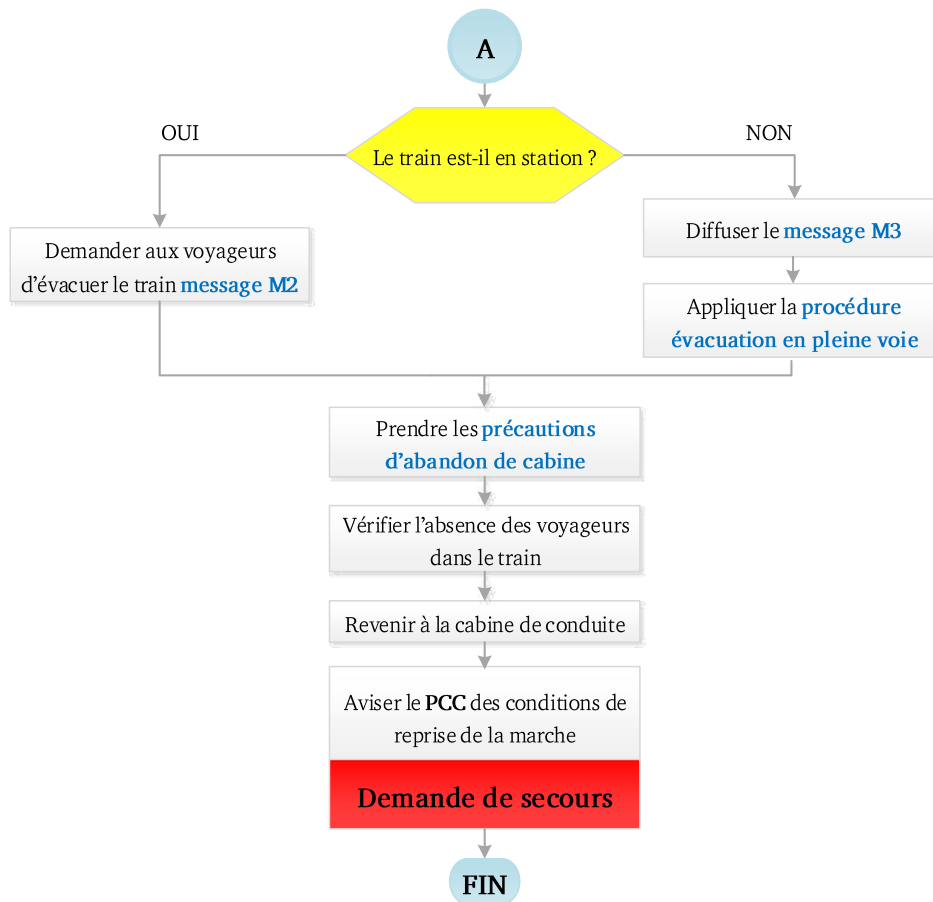 A
OUI
NON
Le train est-il en station ?
Demander aux voyageurs
d’évacuer le train message M2
Diffuser le message M3
Appliquer la procédure
évacuation en pleine voie
Prendre les précautions
d’abandon de cabine
Vérifier l’absence des voyageurs
dans le train
Revenir à la cabine de conduite
Aviser le PCC des conditions de
reprise de la marche
Demande de secours
FIN